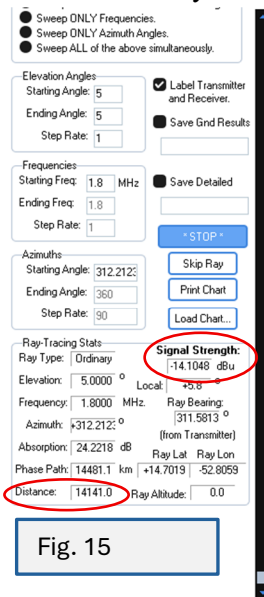 Sweep ONLY Frequencies.
Sweep ONLY Azimuth Angles.
Sweep ALL of the above simultaneously.
Elevation Angles
Starting Angle: 5
Ending Angle: 5
Step Rate: 1
Label Transmitter
and Receiver.
Save Gnd Results
Frequencies
Starting Freq: 1.8 MHz
Ending Freq: 1.8
Step Rate: 1
Save Detailed
" STOP "
Azimuths
Starting Angle: 312.2123
Ending Angle: 360
Step Rate: 90
Skip Ray
Print Chart
Load Chart...
Ray-Tracing Stats
Ray Type: Ordinary
Signal Strength:
-14.1048 dBu
Elevation: 5.0000 º Local: +5.8 º
Frequency: 1.8000 MHz. Ray Bearing:
Azimuth: +312.212: º 311.5813 º
(from Transmitter)
Absorption: 24.2218 dB
Ray Lat Ray Lon
Phase Path: 14481.1 km +14.7019 -52.8059
Distance: 14141.0 Ray Altitude: 0.0
Fig. 15